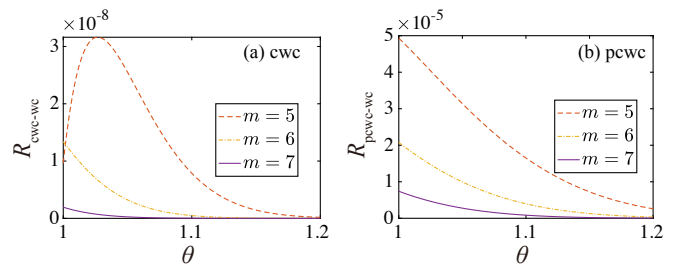 ×10⁻⁸
(a) cwc
R_cwc-wc
3
2
1
0
m = 5
m = 6
m = 7
1
1.1
1.2
θ
×10⁻⁵
(b) pcwc
R_pcwc-wc
5
4
3
2
1
0
m = 5
m = 6
m = 7
1
1.1
1.2
θ